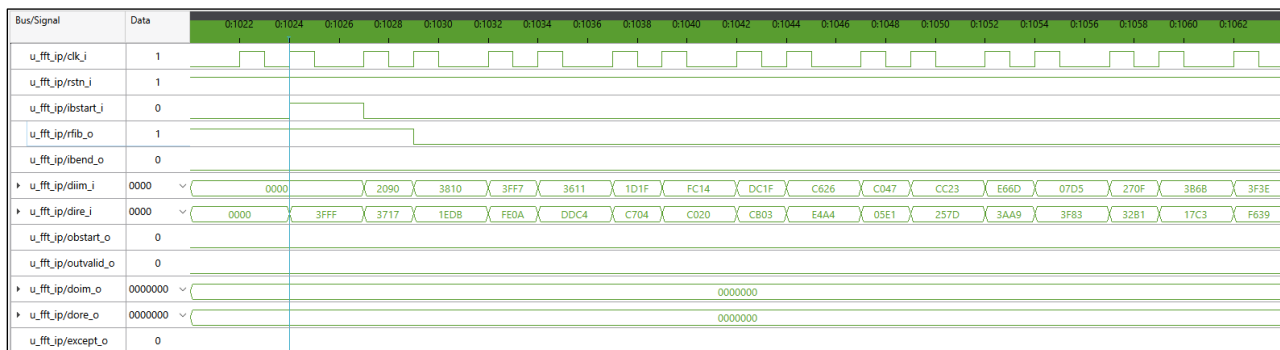 Bus/Signal Data 0:1022 0:1024 0:1026 0:1028 0:1030 0:1032 0:1034 0:1036 0:1038 0:1040 0:1042 0:1044 0:1046 0:1048 0:1050 0:1052 0:1054 0:1056 0:1058 0:1060 0:1062
u_fft_ip/clk_i 1
u_fft_ip/rstn_i 1
u_fft_ip/ibstart_i 0
u_fft_ip/rfib_o 1
u_fft_ip/ibend_o 0
u_fft_ip/diim_i 0000 0000 2090 3810 3FF7 3611 1D1F FC14 DC1F C626 C047 CC23 E66D 07D5 270F 3B6B 3F3E
u_fft_ip/dire_i 0000 0000 3FFF 3717 1EDB FE0A DDC4 C704 C020 CB03 E4A4 05E1 257D 3AA9 3F83 32B1 17C3 F639
u_fft_ip/obstart_o 0
u_fft_ip/outvalid_o 0
u_fft_ip/doim_o 0000000 0000000
u_fft_ip/dore_o 0000000 0000000
u_fft_ip/except_o 0